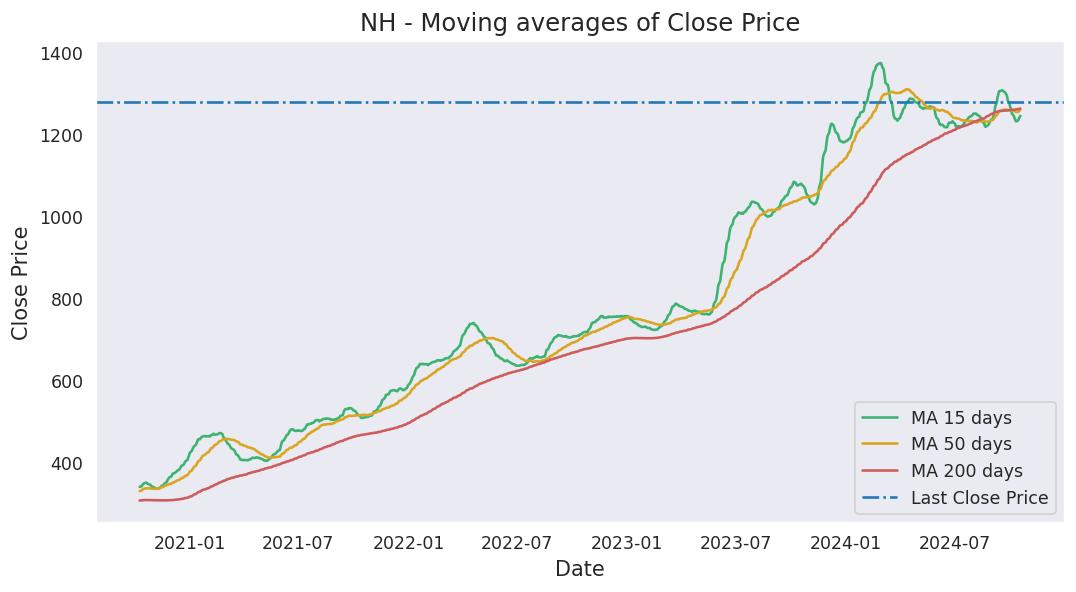 NH - Moving averages of Close Price
1400
1200
1000
800
600
400
Close Price
2021-01
2021-07
2022-01
2022-07
2023-01
2023-07
2024-01
2024-07
Date
MA 15 days
MA 50 days
MA 200 days
Last Close Price